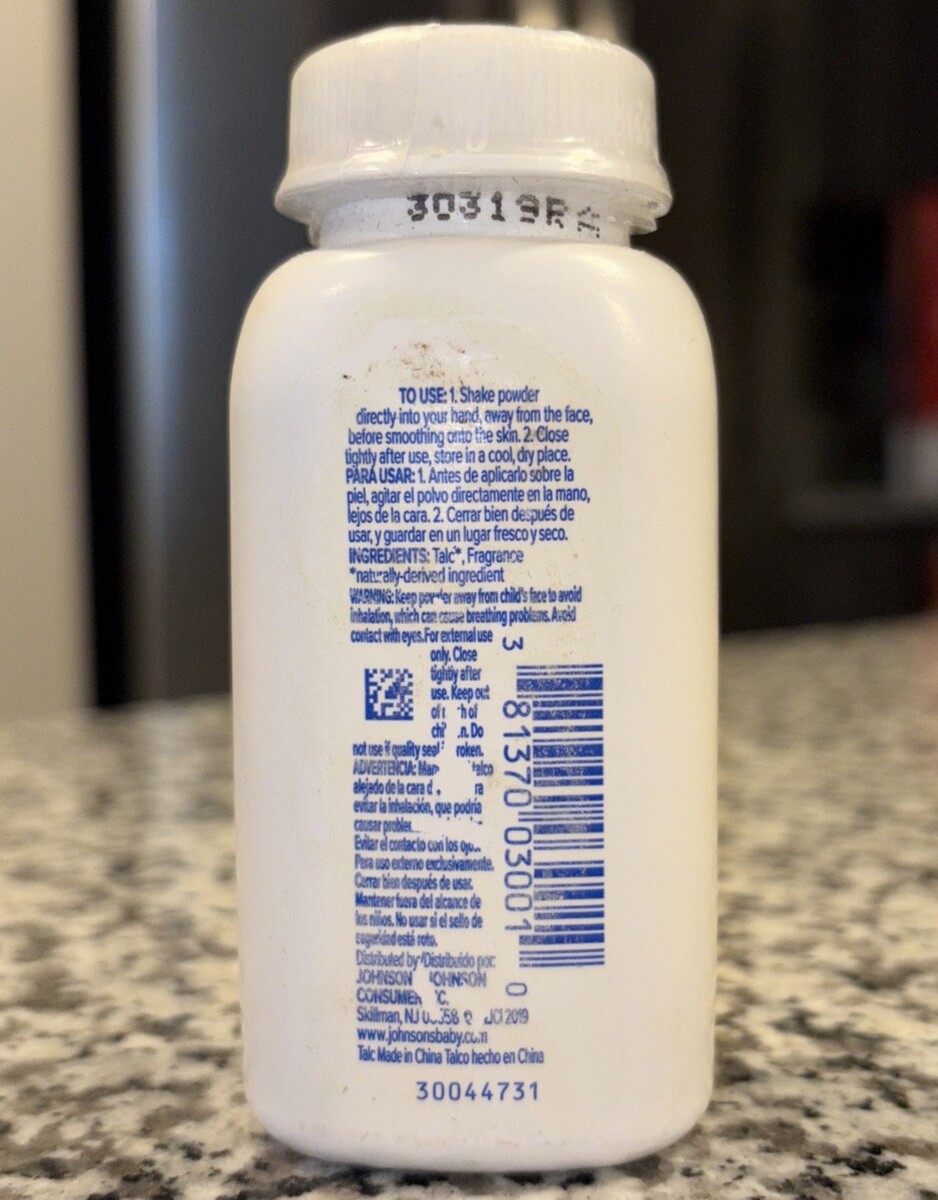 30319RA
TO USE: 1. Shake powder
directly into your hand, away from the face,
before smoothing onto the skin. 2. Close
tightly after use, store in a cool, dry place.
PARA USAR: 1. Antes de aplicarlo sobre la
piel, agitar el polvo directamente en la mano,
lejos de la cara. 2. Cerrar bien después de
usar, y guardar en un lugar fresco y seco.
INGREDIENTS: Talc*, Fragrance
*naturally-derived ingredient
WARNING: Keep powder away from child's face to avoid
inhalation, which can cause breathing problems. Avoid
contact with eyes. For external use
only. Close
tightly after
use. Keep out
of
Do
not use if quality seal
ADVERTENCIA: talco
alejado de la cara
evitar la inhalación, que podría
causar
Evitar el contacto con los
Para uso externo exclusivamente.
Cerrar bien después de usar.
Mantener fuera del alcance de
los niños. No usar si el sello de
seguridad está roto.
Distributed by/Distribuido por:
JOHNSON JOHNSON
CONSUMER
Skillman, NJ 2019
www.johnsonsbaby.com
Talc Made in China Talco hecho en China
30044731
3 81370 03001 0